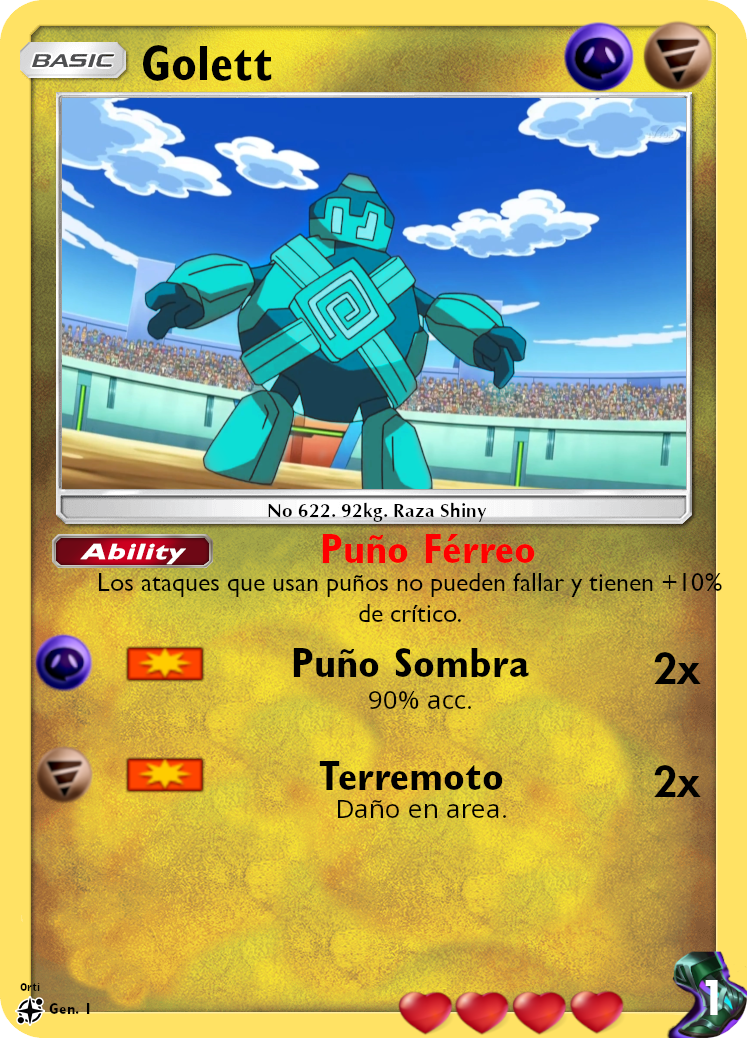 BASIC Golett
No 622. 92kg. Raza Shiny
Ability Puño Férreo
Los ataques que usan puños no pueden fallar y tienen +10%
de crítico.
Puño Sombra 2x
90% acc.
Terremoto 2x
Daño en area.
Orti
Gen. 1
1